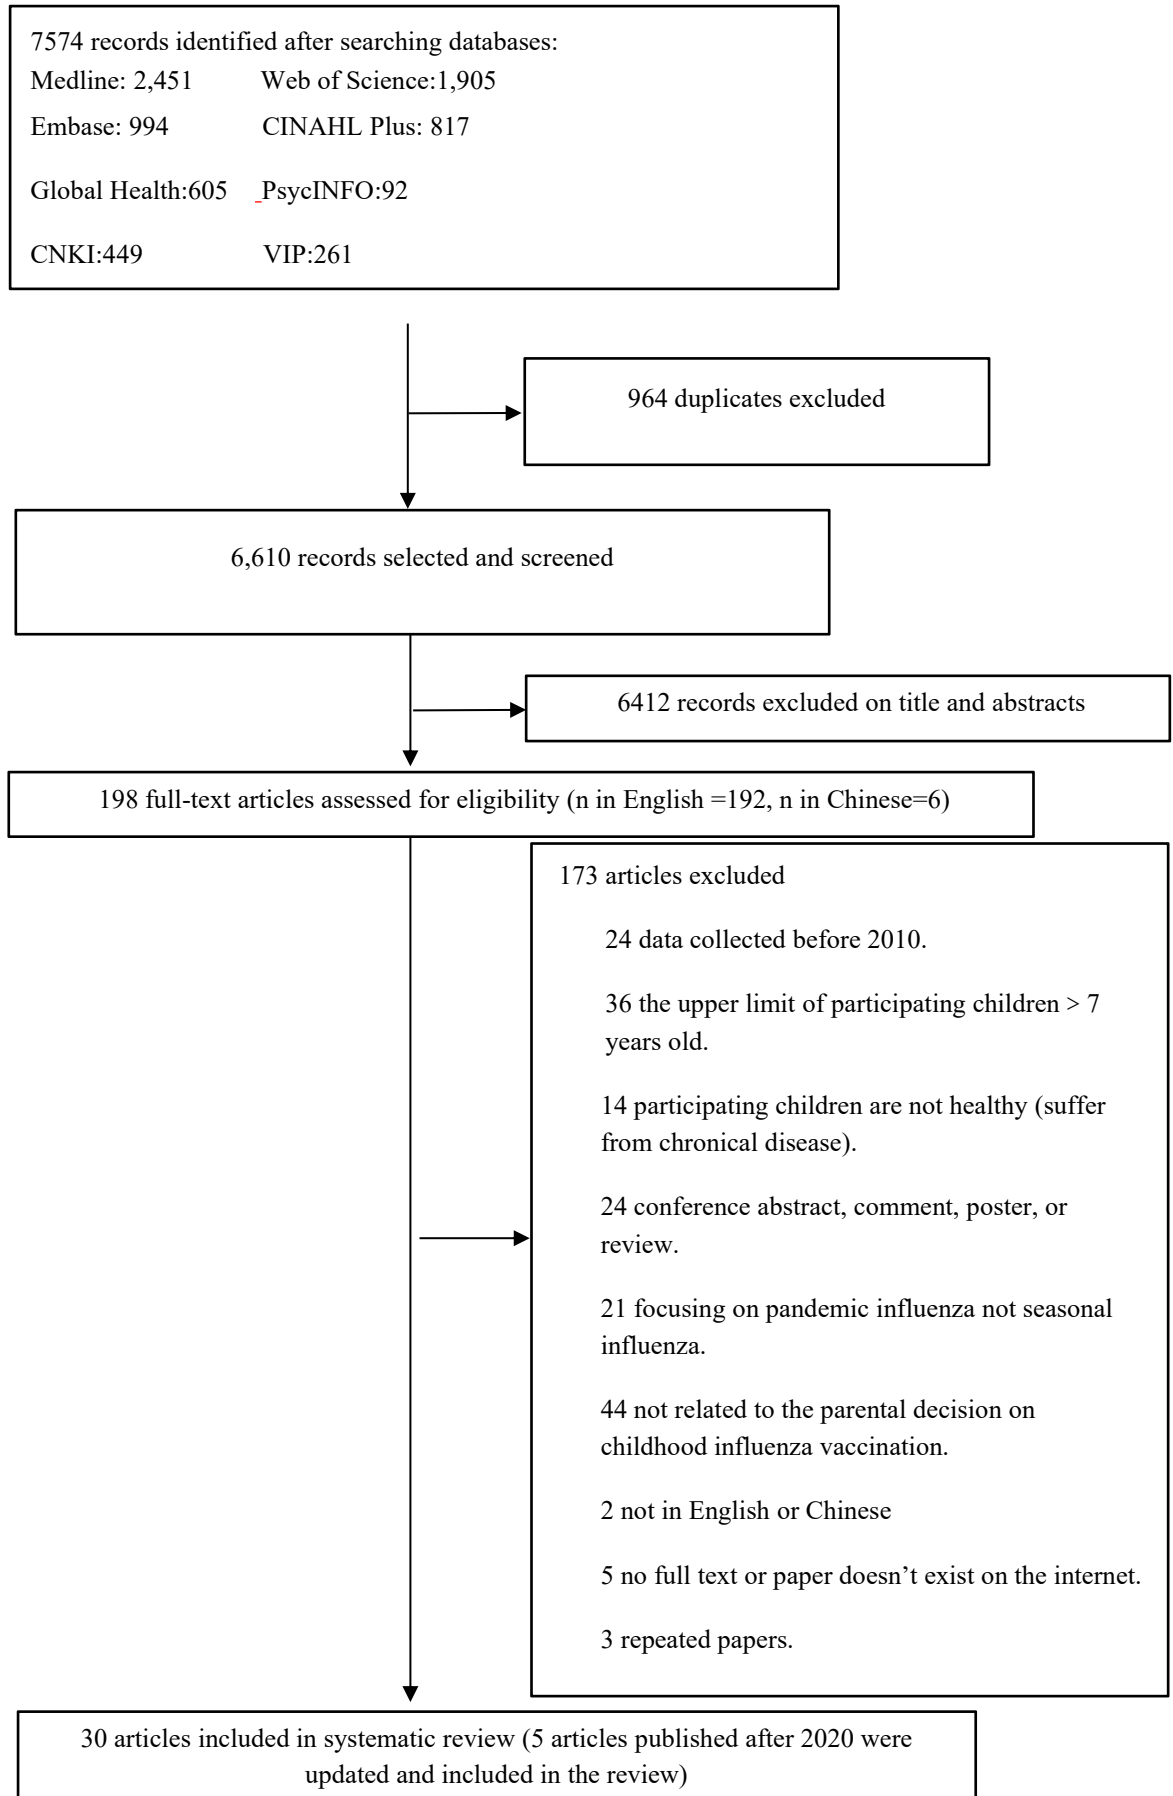 7574 records identified after searching databases:
Medline: 2,451 Web of Science:1,905
Embase: 994 CINAHL Plus: 817
Global Health:605 PsycINFO:92
CNKI:449 VIP:261
964 duplicates excluded
6,610 records selected and screened
6412 records excluded on title and abstracts
198 full-text articles assessed for eligibility (n in English =192, n in Chinese=6)
173 articles excluded
24 data collected before 2010.
36 the upper limit of participating children > 7
years old.
14 participating children are not healthy (suffer
from chronical disease).
24 conference abstract, comment, poster, or
review.
21 focusing on pandemic influenza not seasonal
influenza.
44 not related to the parental decision on
childhood influenza vaccination.
2 not in English or Chinese
5 no full text or paper doesn’t exist on the internet.
3 repeated papers.
30 articles included in systematic review (5 articles published after 2020 were
updated and included in the review)